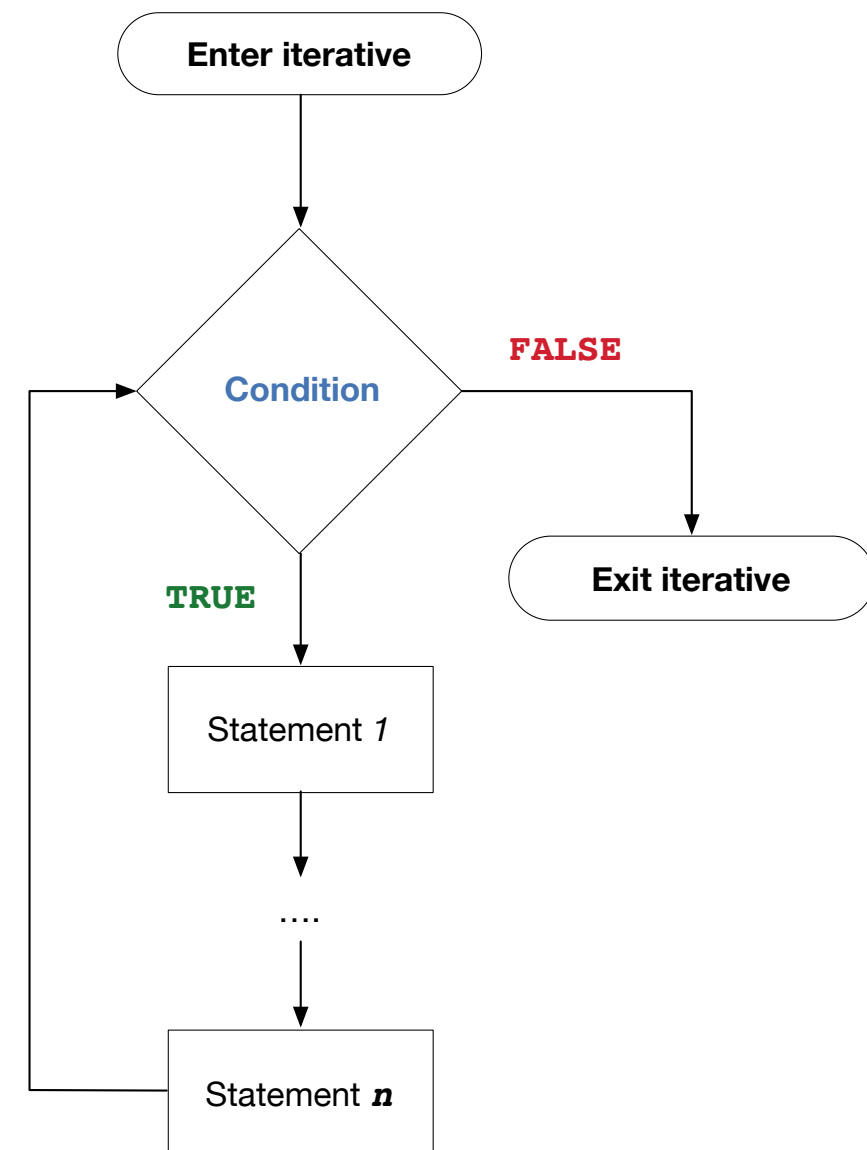 Enter iterative
FALSE
Condition
Exit iterative
TRUE
Statement 1
....
Statement n